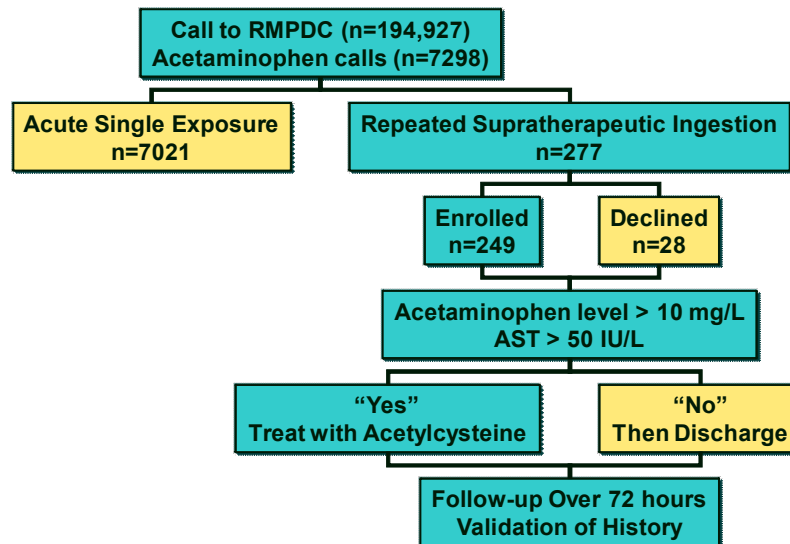 Call to RMPDC (n=194,927)
Acetaminophen calls (n=7298)
Acute Single Exposure
n=7021
Repeated Supratherapeutic Ingestion
n=277
Enrolled
n=249
Declined
n=28
Acetaminophen level > 10 mg/L
AST > 50 IU/L
“Yes”
Treat with Acetylcysteine
“No”
Then Discharge
Follow-up Over 72 hours
Validation of History